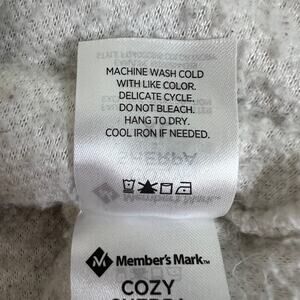 MACHINE WASH COLD
WITH LIKE COLOR.
DELICATE CYCLE.
DO NOT BLEACH.
HANG TO DRY.
COOL IRON IF NEEDED.
Member's Mark™
COZY